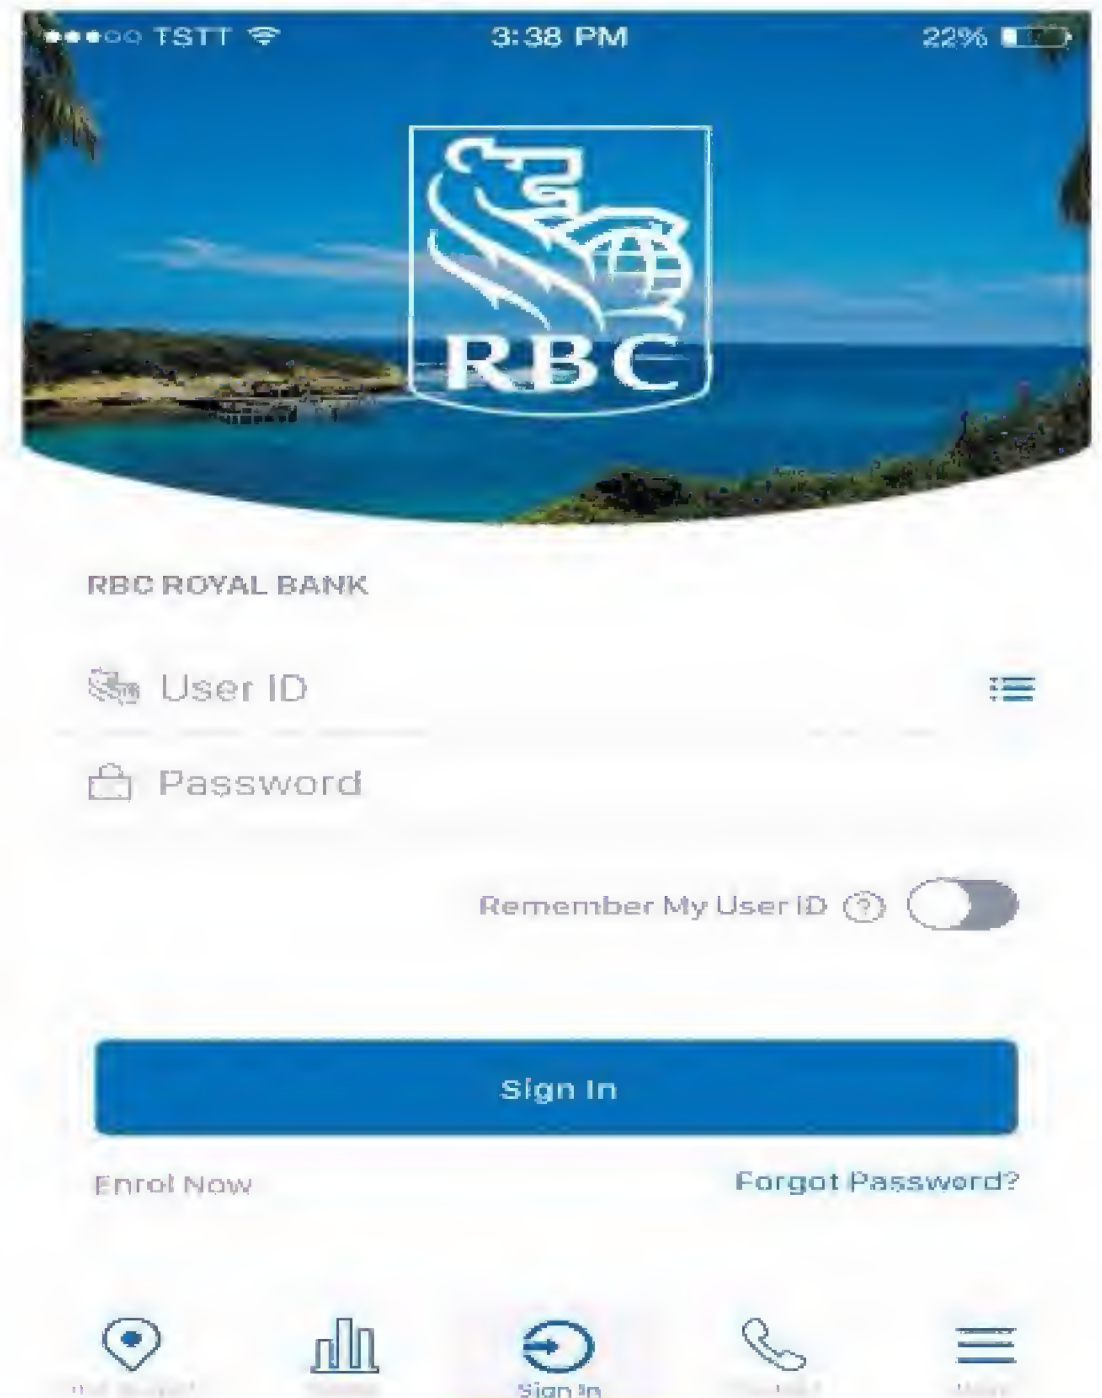 TSTT 3:38 PM 22%
RBC
RBC ROYAL BANK
User ID
Password
Remember My User ID ?
Sign In
Enrol Now Forgot Password?
Sign In